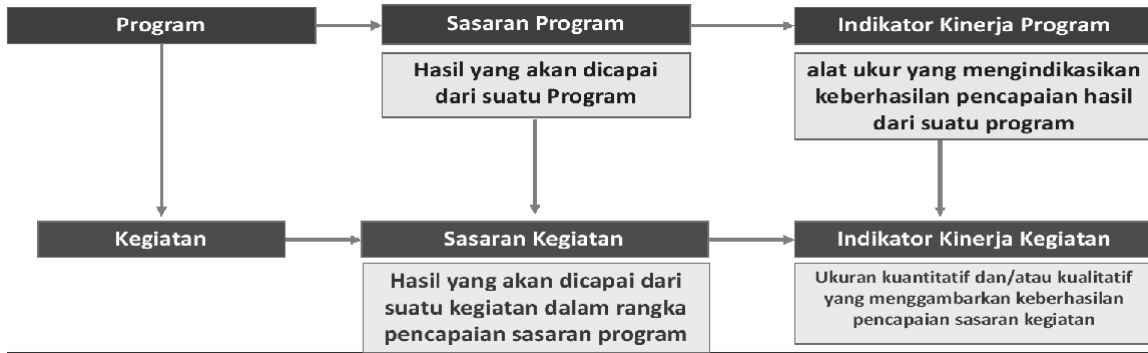 Program
Sasaran Program
Indikator Kinerja Program
Hasil yang akan dicapai
dari suatu Program
alat ukur yang mengindikasikan
keberhasilan pencapaian hasil
dari suatu program
Kegiatan
Sasaran Kegiatan
Indikator Kinerja Kegiatan
Hasil yang akan dicapai dari
suatu kegiatan dalam rangka
pencapaian sasaran program
Ukuran kuantitatif dan/atau kualitatif
yang menggambarkan keberhasilan
pencapaian sasaran kegiatan